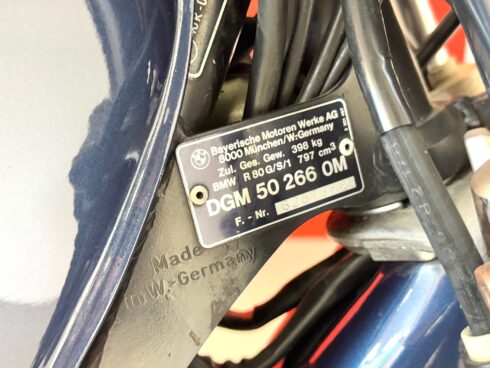 Bayerische Motoren Werke AG
8000 München/W.-Germany
Zul. Ges. Gew. 398 kg
BMW R 80 G/S/1 797 cm³
DGM 50 266 0M
F. - Nr.
Made
in W.-Germany